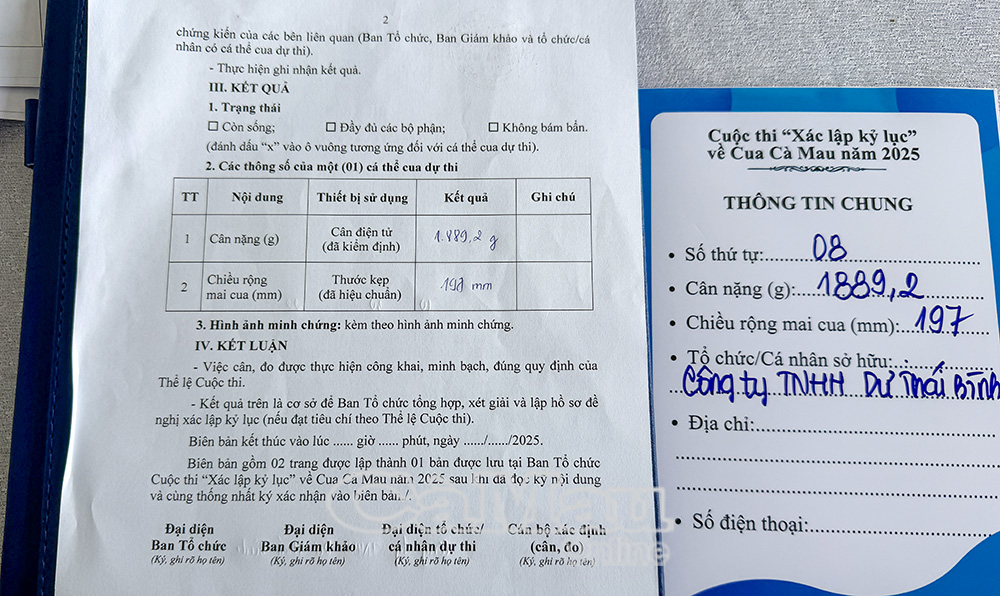 2
chứng kiến của các bên liên quan (Ban Tổ chức, Ban Giám khảo và tổ chức/cá
nhân có cá thể cua dự thi).
- Thực hiện ghi nhận kết quả.
III. KẾT QUẢ
1. Trạng thái
☐ Còn sống; ☐ Đầy đủ các bộ phận; ☐ Không bám bẩn.
(đánh dấu “x” vào ô vuông tương ứng đối với cá thể cua dự thi).
2. Các thông số của một (01) cá thể cua dự thi
TT Nội dung Thiết bị sử dụng Kết quả Ghi chú
1 Cân nặng (g) Cân điện tử (đã kiểm định) 1.889,2 g
2 Chiều rộng mai cua (mm) Thước kẹp (đã hiệu chuẩn) 197 mm
3. Hình ảnh minh chứng: kèm theo hình ảnh minh chứng.
IV. KẾT LUẬN
- Việc cân, đo được thực hiện công khai, minh bạch, đúng quy định của
Thể lệ Cuộc thi.
- Kết quả trên là cơ sở để Ban Tổ chức tổng hợp, xét giải và lập hồ sơ đề
nghị xác lập kỷ lục (nếu đạt tiêu chí theo Thể lệ Cuộc thi).
Biên bản kết thúc vào lúc ...... giờ ...... phút, ngày ....../....../2025.
Biên bản gồm 02 trang được lập thành 01 bản được lưu tại Ban Tổ chức
Cuộc thi “Xác lập kỷ lục” về Cua Cà Mau năm 2025 sau khi đã đọc kỹ nội dung
và cùng thống nhất ký xác nhận vào biên bản./.
Đại diện Ban Tổ chức (Ký, ghi rõ họ tên)
Đại diện Ban Giám khảo (Ký, ghi rõ họ tên)
Đại diện tổ chức/ cá nhân dự thi (Ký, ghi rõ họ tên)
Cán bộ xác định (cân, đo) (Ký, ghi rõ họ tên)
CaMau online
Cuộc thi “Xác lập kỷ lục”
về Cua Cà Mau năm 2025
THÔNG TIN CHUNG
• Số thứ tự: 08
• Cân nặng (g): 1889,2
• Chiều rộng mai cua (mm): 197
• Tổ chức/Cá nhân sở hữu:
Công ty TNHH Dư Thái Bình
• Địa chỉ:
• Số điện thoại: